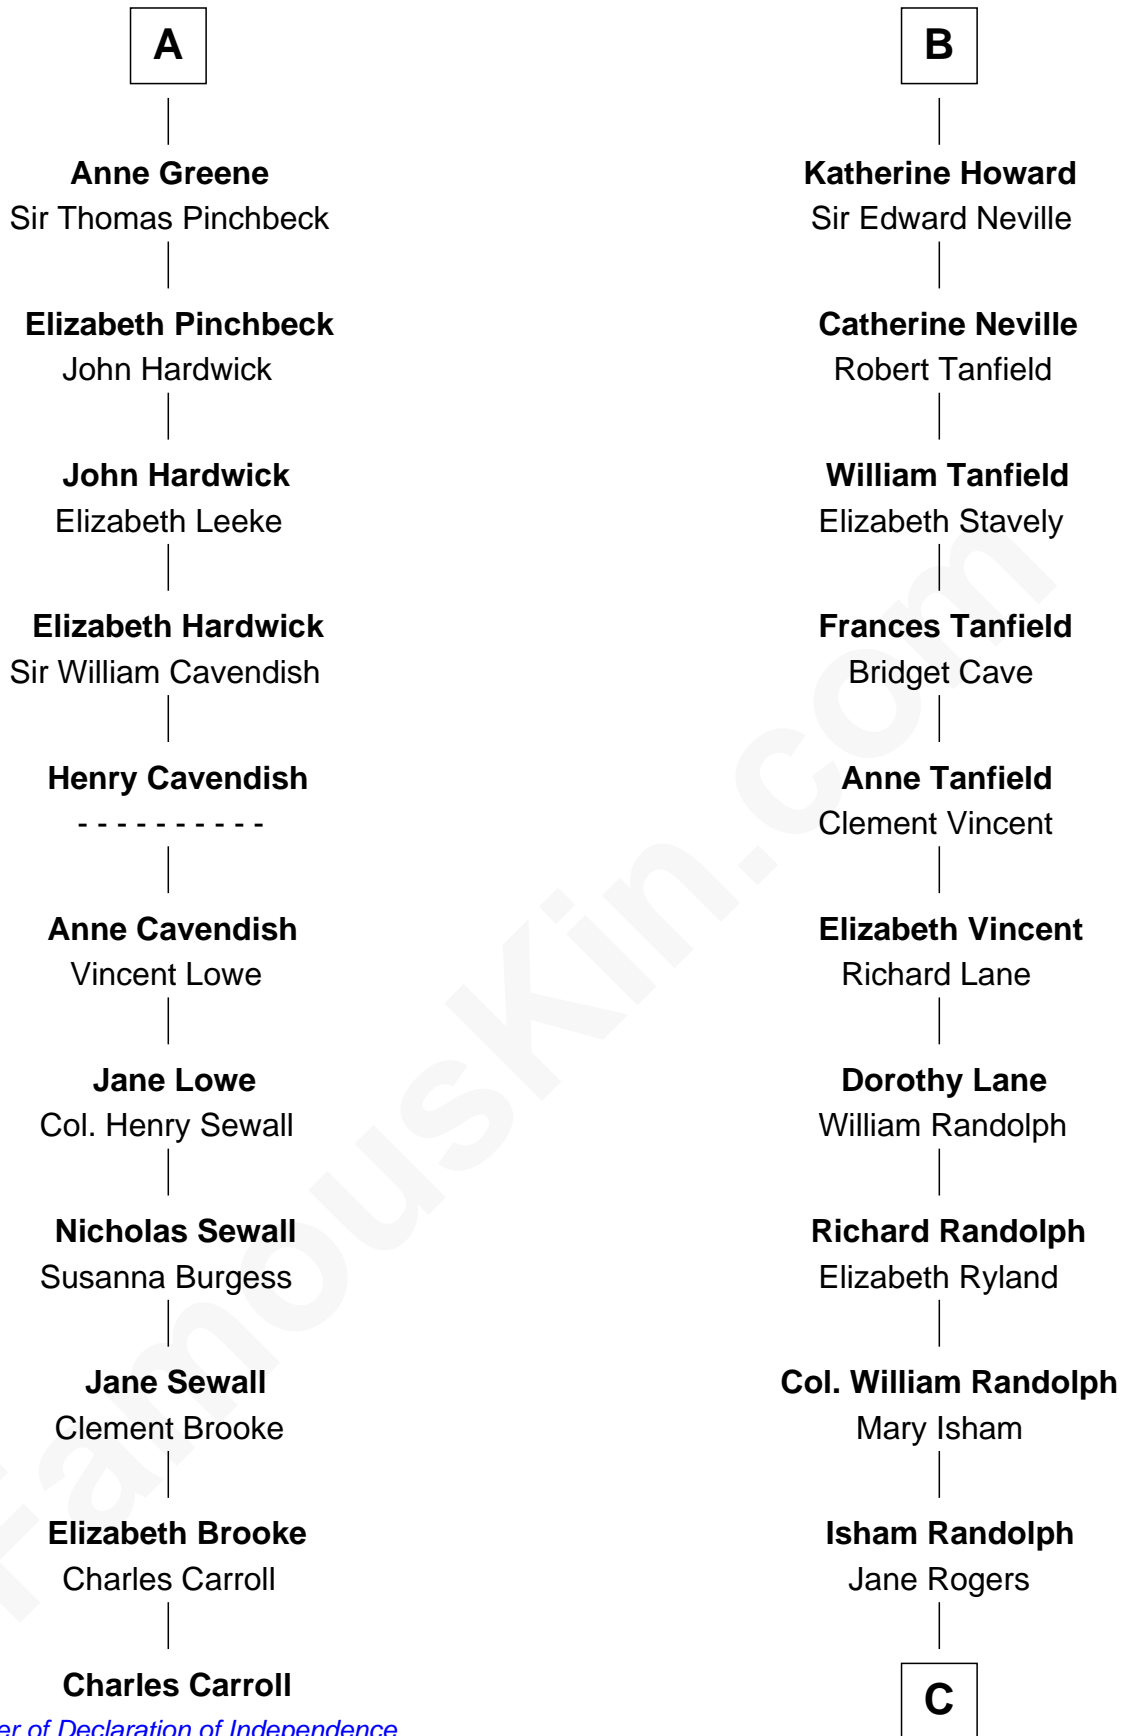 A
Anne Greene
Sir Thomas Pinchbeck
Elizabeth Pinchbeck
John Hardwick
John Hardwick
Elizabeth Leeke
Elizabeth Hardwick
Sir William Cavendish
Henry Cavendish
- - - - - - - - - -
Anne Cavendish
Vincent Lowe
Jane Lowe
Col. Henry Sewall
Nicholas Sewall
Susanna Burgess
Jane Sewall
Clement Brooke
Elizabeth Brooke
Charles Carroll
Charles Carroll
of Declaration of Independence
B
Katherine Howard
Sir Edward Neville
Catherine Neville
Robert Tanfield
William Tanfield
Elizabeth Stavely
Frances Tanfield
Bridget Cave
Anne Tanfield
Clement Vincent
Elizabeth Vincent
Richard Lane
Dorothy Lane
William Randolph
Richard Randolph
Elizabeth Ryland
Col. William Randolph
Mary Isham
Isham Randolph
Jane Rogers
C
FamousKin.com